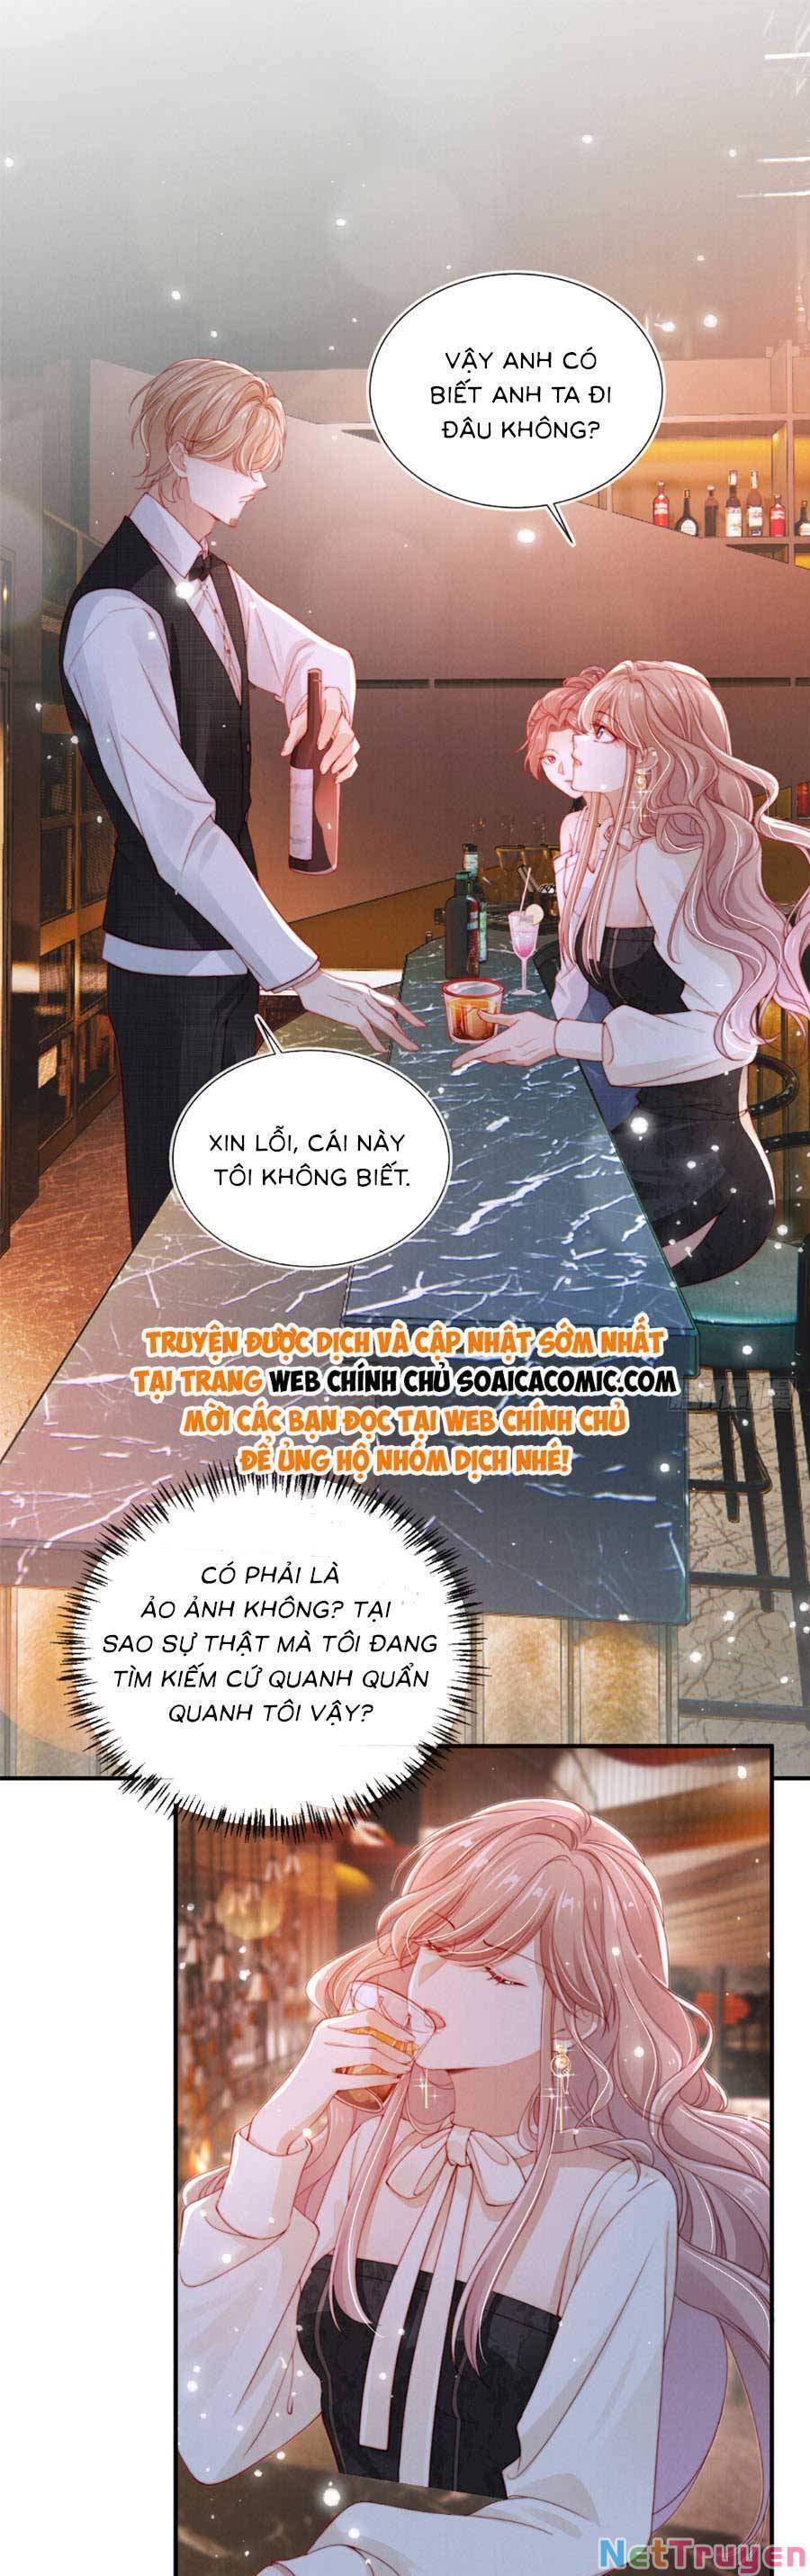 VẬY ANH CÓ
BIẾT ANH TA ĐI
ĐÂU KHÔNG?
XIN LỖI, CÁI NÀY
TÔI KHÔNG BIẾT.
TRUYỆN ĐƯỢC DỊCH VÀ CẬP NHẬT SỚM NHẤT
TẠI TRANG WEB CHÍNH CHỦ SOAICACOMIC.COM
MỜI CÁC BẠN ĐỌC TẠI WEB CHÍNH CHỦ
ĐỂ ỦNG HỘ NHÓM DỊCH NHÉ!
CÓ PHẢI LÀ
ẢO ẢNH KHÔNG? TẠI
SAO SỰ THẬT MÀ TÔI ĐANG
TÌM KIẾM CỨ QUANH QUẨN
QUANH TÔI VẬY?
NetTruyen